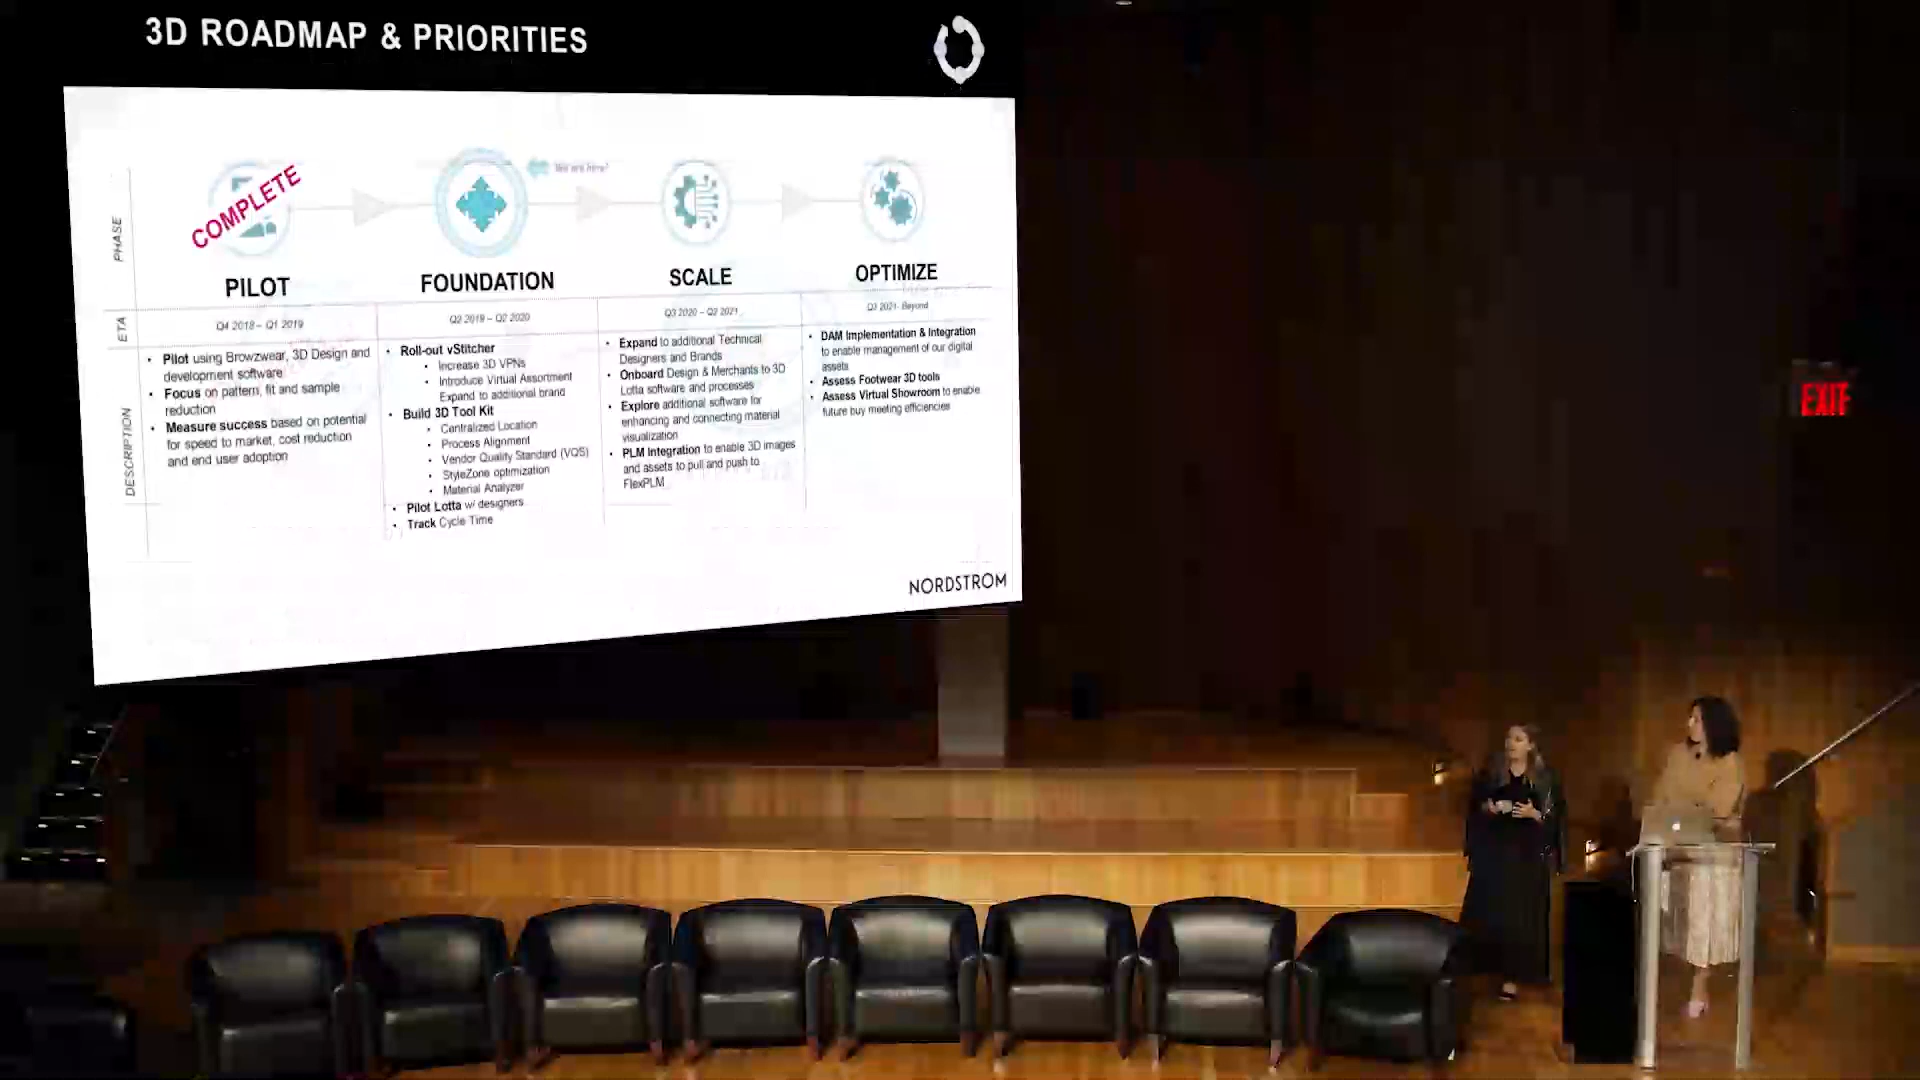 3D ROADMAP & PRIORITIES
We are here!
COMPLETE
PHASE
PILOT
FOUNDATION
SCALE
OPTIMIZE
ETA
Q4 2018 – Q1 2019
Q2 2019 – Q2 2020
Q3 2020 – Q2 2021
Q3 2021- Beyond
DESCRIPTION
• Pilot using Browzwear, 3D Design and
development software
• Focus on pattern, fit and sample
reduction
• Measure success based on potential
for speed to market, cost reduction
and end user adoption
• Roll-out vStitcher
• Increase 3D VPNs
• Introduce Virtual Assortment
Expand to additional brand
• Build 3D Tool Kit
• Centralized Location
• Process Alignment
• Vendor Quality Standard (VQS)
• StyleZone optimization
• Material Analyzer
• Pilot Lotta w/ designers
• Track Cycle Time
• Expand to additional Technical
Designers and Brands
• Onboard Design & Merchants to 3D
Lotta software and processes
• Explore additional software for
enhancing and connecting material
visualization
• PLM Integration to enable 3D images
and assets to pull and push to
FlexPLM
• DAM Implementation & Integration
to enable management of our digital
assets
• Assess Footwear 3D tools
• Assess Virtual Showroom to enable
future buy meeting efficiencies
NORDSTROM
EXIT